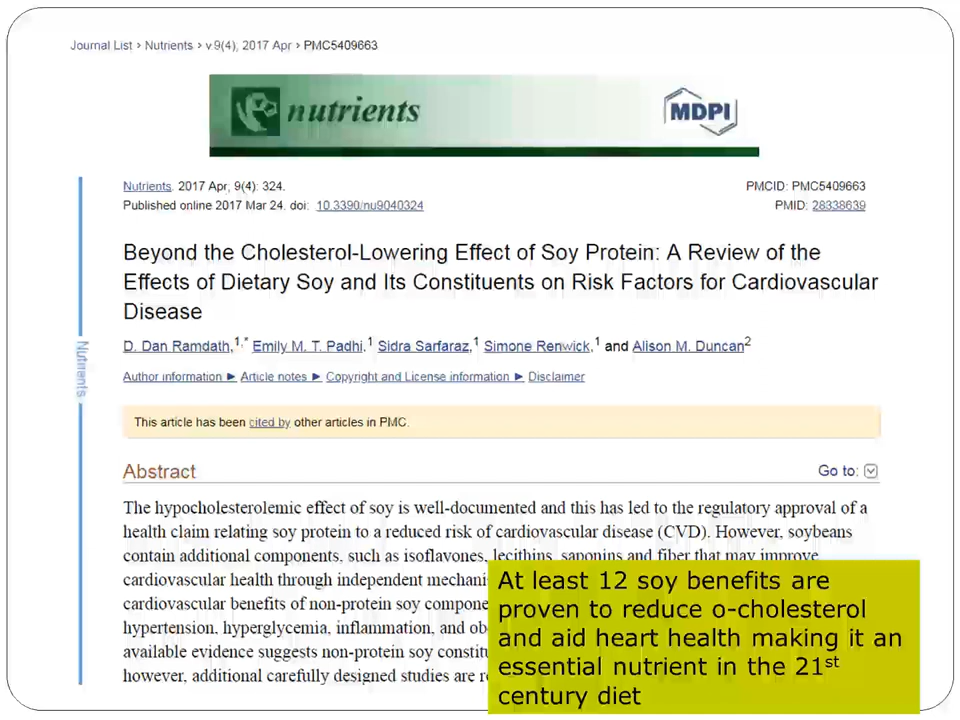 Journal List > Nutrients > v.9(4), 2017 Apr > PMC5409663
nutrients
MDPI
Nutrients. 2017 Apr; 9(4): 324.
PMCID: PMC5409663
Published online 2017 Mar 24. doi: 10.3390/nu9040324
PMID: 28338639
Beyond the Cholesterol-Lowering Effect of Soy Protein: A Review of the
Effects of Dietary Soy and Its Constituents on Risk Factors for Cardiovascular
Disease
D. Dan Ramdath,1,* Emily M. T. Padhi,1 Sidra Sarfaraz,1 Simone Renwick,1 and Alison M. Duncan2
Author information ► Article notes ► Copyright and License information ► Disclaimer
Nutrients
This article has been cited by other articles in PMC.
Abstract
Go to:
The hypocholesterolemic effect of soy is well-documented and this has led to the regulatory approval of a
health claim relating soy protein to a reduced risk of cardiovascular disease (CVD). However, soybeans
contain additional components, such as isoflavones, lecithins, saponins and fiber that may improve
cardiovascular health through independent
cardiovascular benefits of non-protein soy
hypertension, hyperglycemia, inflammation, and
available evidence suggests non-protein soy
however, additional carefully designed studies are
At least 12 soy benefits are
proven to reduce o-cholesterol
and aid heart health making it an
essential nutrient in the 21st
century diet